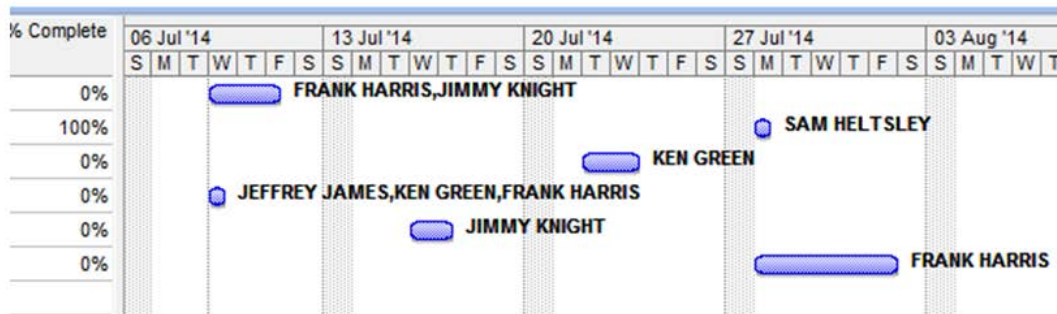 % Complete 06 Jul '14 13 Jul '14 20 Jul '14 27 Jul '14 03 Aug '14
S M T W T F S S M T W T F S S M T W T F S S M T W T F S S M T W T
0% FRANK HARRIS,JIMMY KNIGHT
100% SAM HELTSLEY
0% KEN GREEN
0% JEFFREY JAMES,KEN GREEN,FRANK HARRIS
0% JIMMY KNIGHT
0% FRANK HARRIS